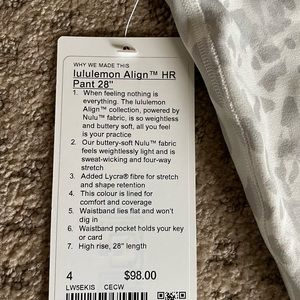 WHY WE MADE THIS
lululemon Align™ HR
Pant 28"
1. When feeling nothing is
everything. The lululemon
Align™ collection, powered by
Nulu™ fabric, is so weightless
and buttery soft, all you feel
is your practice
2. Our buttery-soft Nulu™ fabric
feels weightlessly light and is
sweat-wicking and four-way
stretch
3. Added Lycra® fibre for stretch
and shape retention
4. This colour is lined for
comfort and coverage
5. Waistband lies flat and won't
dig in
6. Waistband pocket holds your key
or card
7. High rise, 28" length
4 $98.00
LW5EKIS CECW